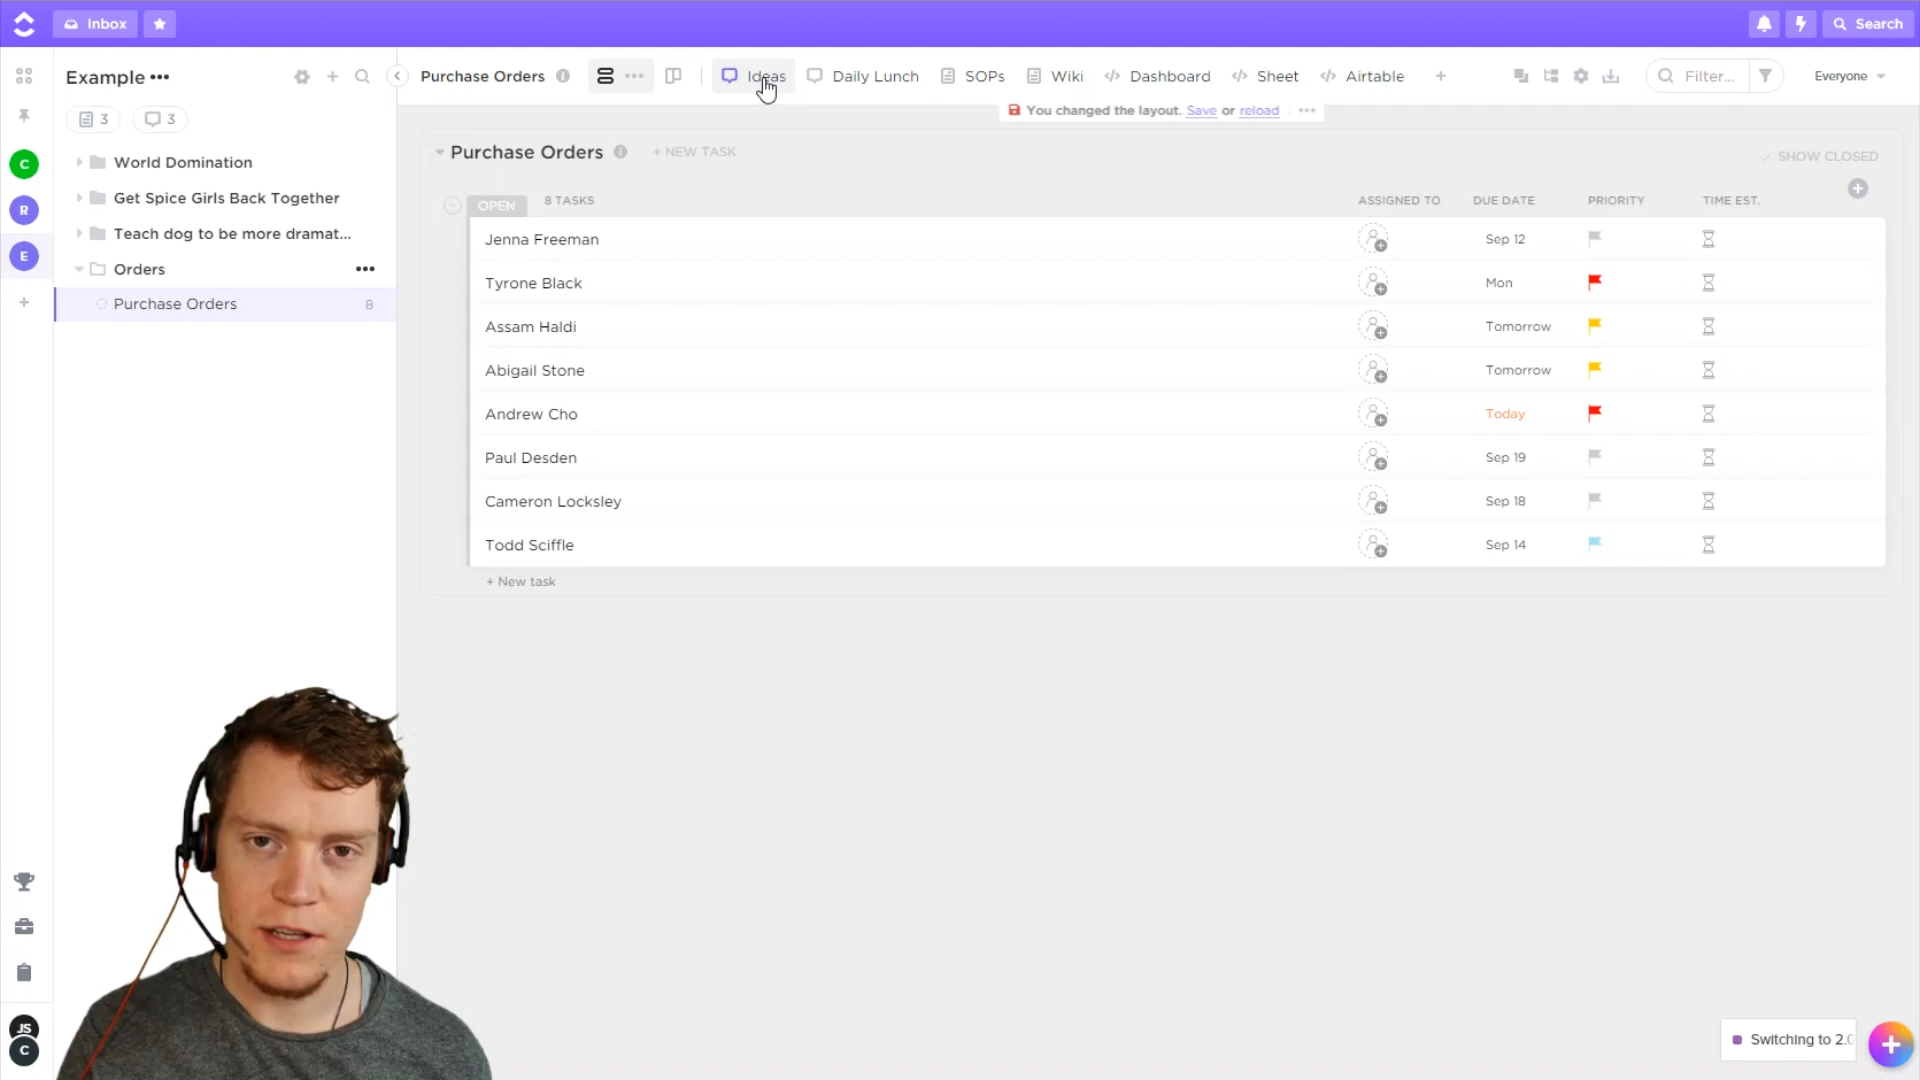 Inbox
Search
Example •••
Purchase Orders
Ideas
Daily Lunch
SOPs
Wiki
Dashboard
Sheet
Airtable
Filter...
Everyone
3
3
You changed the layout. Save or reload •••
C
R
E
World Domination
Get Spice Girls Back Together
Teach dog to be more dramat...
Orders
Purchase Orders 8
Purchase Orders + NEW TASK
SHOW CLOSED
OPEN 8 TASKS ASSIGNED TO DUE DATE PRIORITY TIME EST.
Jenna Freeman Sep 12
Tyrone Black Mon
Assam Haldi Tomorrow
Abigail Stone Tomorrow
Andrew Cho Today
Paul Desden Sep 19
Cameron Locksley Sep 18
Todd Sciffle Sep 14
+ New task
JS
C
Switching to 2.0